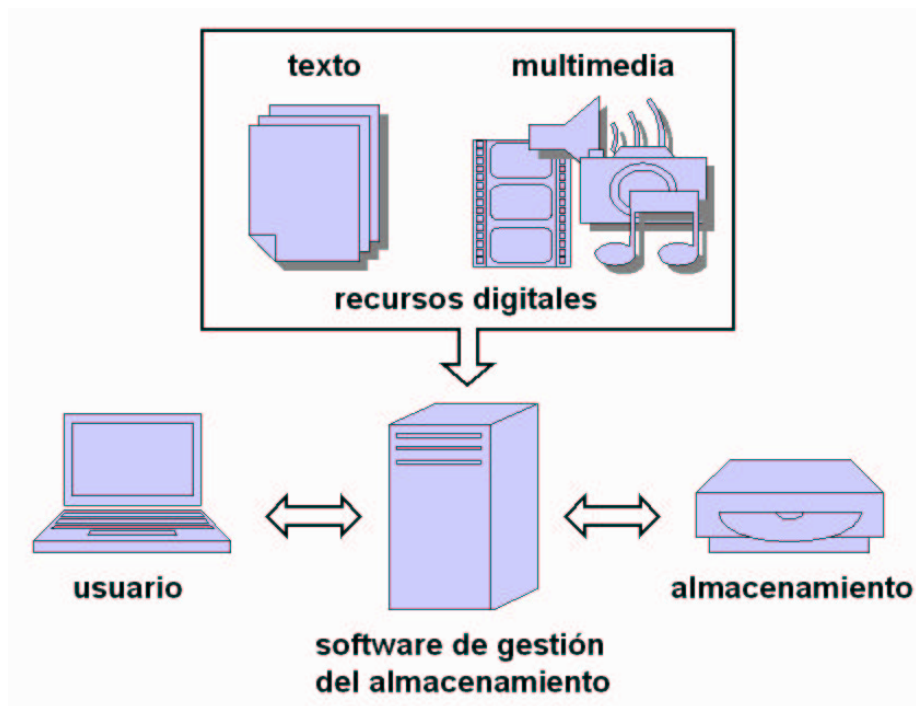 texto
multimedia
recursos digitales
usuario
almacenamiento
software de gestión
del almacenamiento